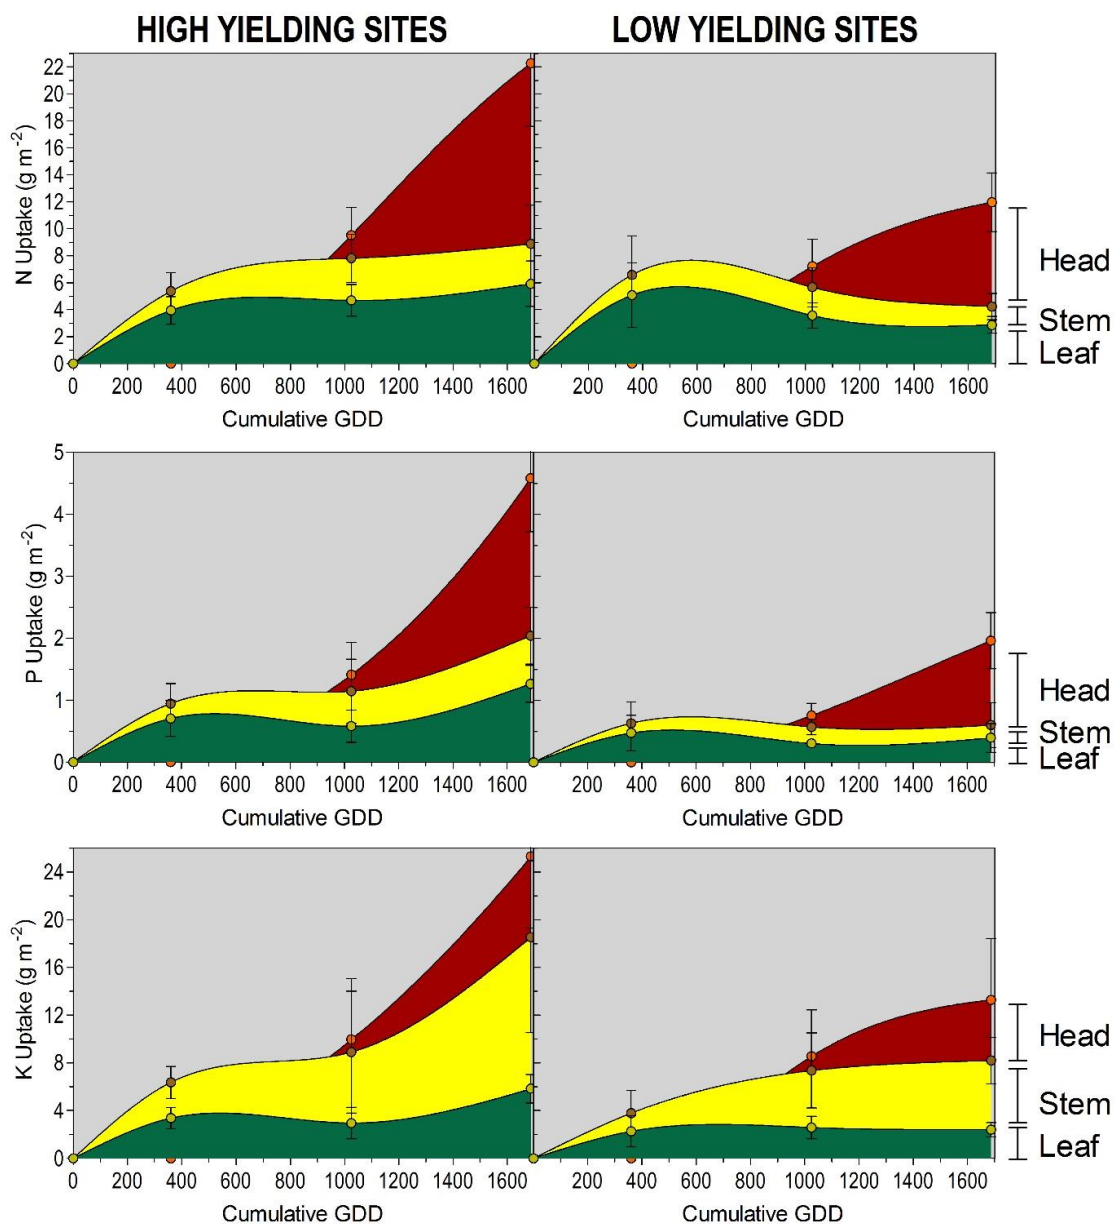 HIGH YIELDING SITES LOW YIELDING SITES
N Uptake (g m⁻²)
22
20
18
16
14
12
10
8
6
4
2
0
Head
Stem
Leaf
0 200 400 600 800 1000 1200 1400 1600 200 400 600 800 1000 1200 1400 1600
Cumulative GDD Cumulative GDD
P Uptake (g m⁻²)
5
4
3
2
1
0
Head
Stem
Leaf
0 200 400 600 800 1000 1200 1400 1600 200 400 600 800 1000 1200 1400 1600
Cumulative GDD Cumulative GDD
K Uptake (g m⁻²)
24
20
16
12
8
4
0
Head
Stem
Leaf
0 200 400 600 800 1000 1200 1400 1600 200 400 600 800 1000 1200 1400 1600
Cumulative GDD Cumulative GDD